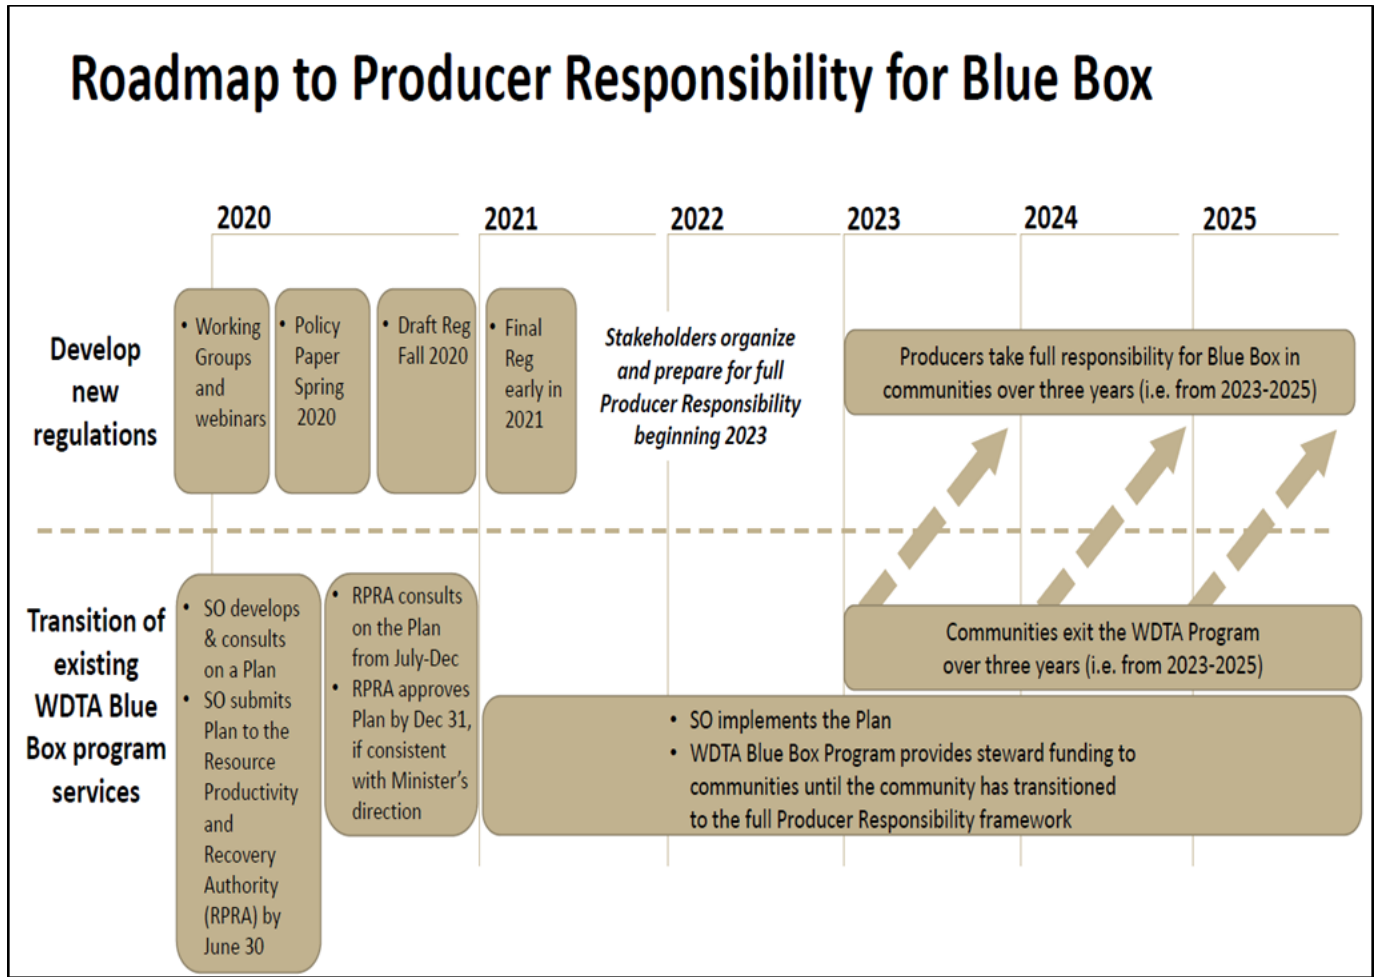 Roadmap to Producer Responsibility for Blue Box
2020
2021
2022
2023
2024
2025
Develop
new
regulations
• Working
Groups
and
webinars
• Policy
Paper
Spring
2020
• Draft Reg
Fall 2020
• Final
Reg
early in
2021
Stakeholders organize
and prepare for full
Producer Responsibility
beginning 2023
Producers take full responsibility for Blue Box in
communities over three years (i.e. from 2023-2025)
Transition of
existing
WDTA Blue
Box program
services
• SO develops
& consults
on a Plan
• SO submits
Plan to the
Resource
Productivity
and
Recovery
Authority
(RPRA) by
June 30
• RPRA consults
on the Plan
from July-Dec
• RPRA approves
Plan by Dec 31,
if consistent
with Minister’s
direction
Communities exit the WDTA Program
over three years (i.e. from 2023-2025)
• SO implements the Plan
• WDTA Blue Box Program provides steward funding to
communities until the community has transitioned
to the full Producer Responsibility framework